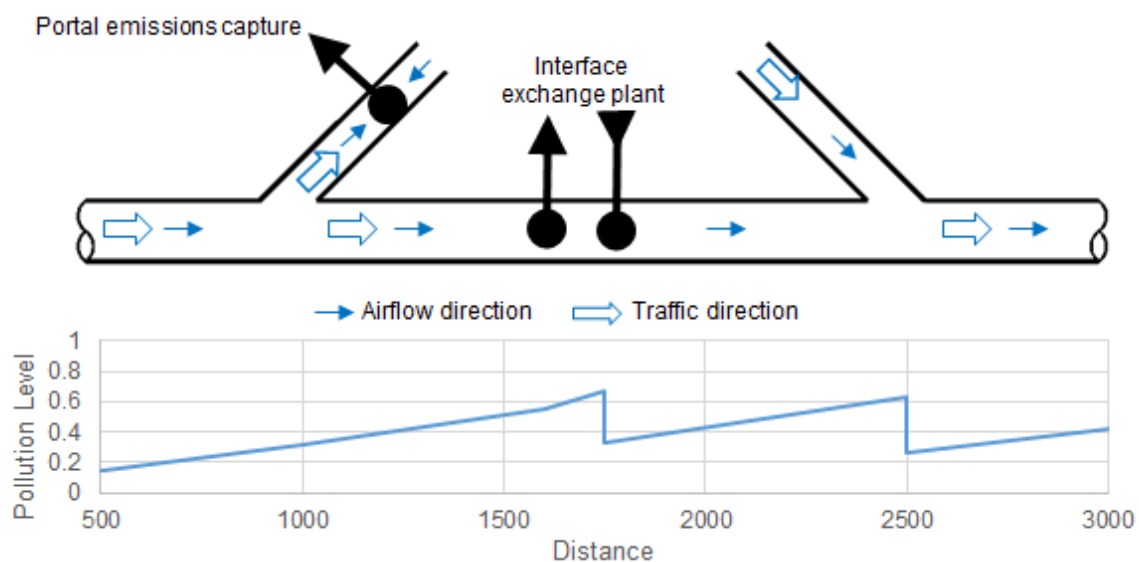 Portal emissions capture
Interface
exchange plant
Airflow direction
Traffic direction
Pollution Level
1
0.8
0.6
0.4
0.2
0
500 1000 1500 2000 2500 3000
Distance